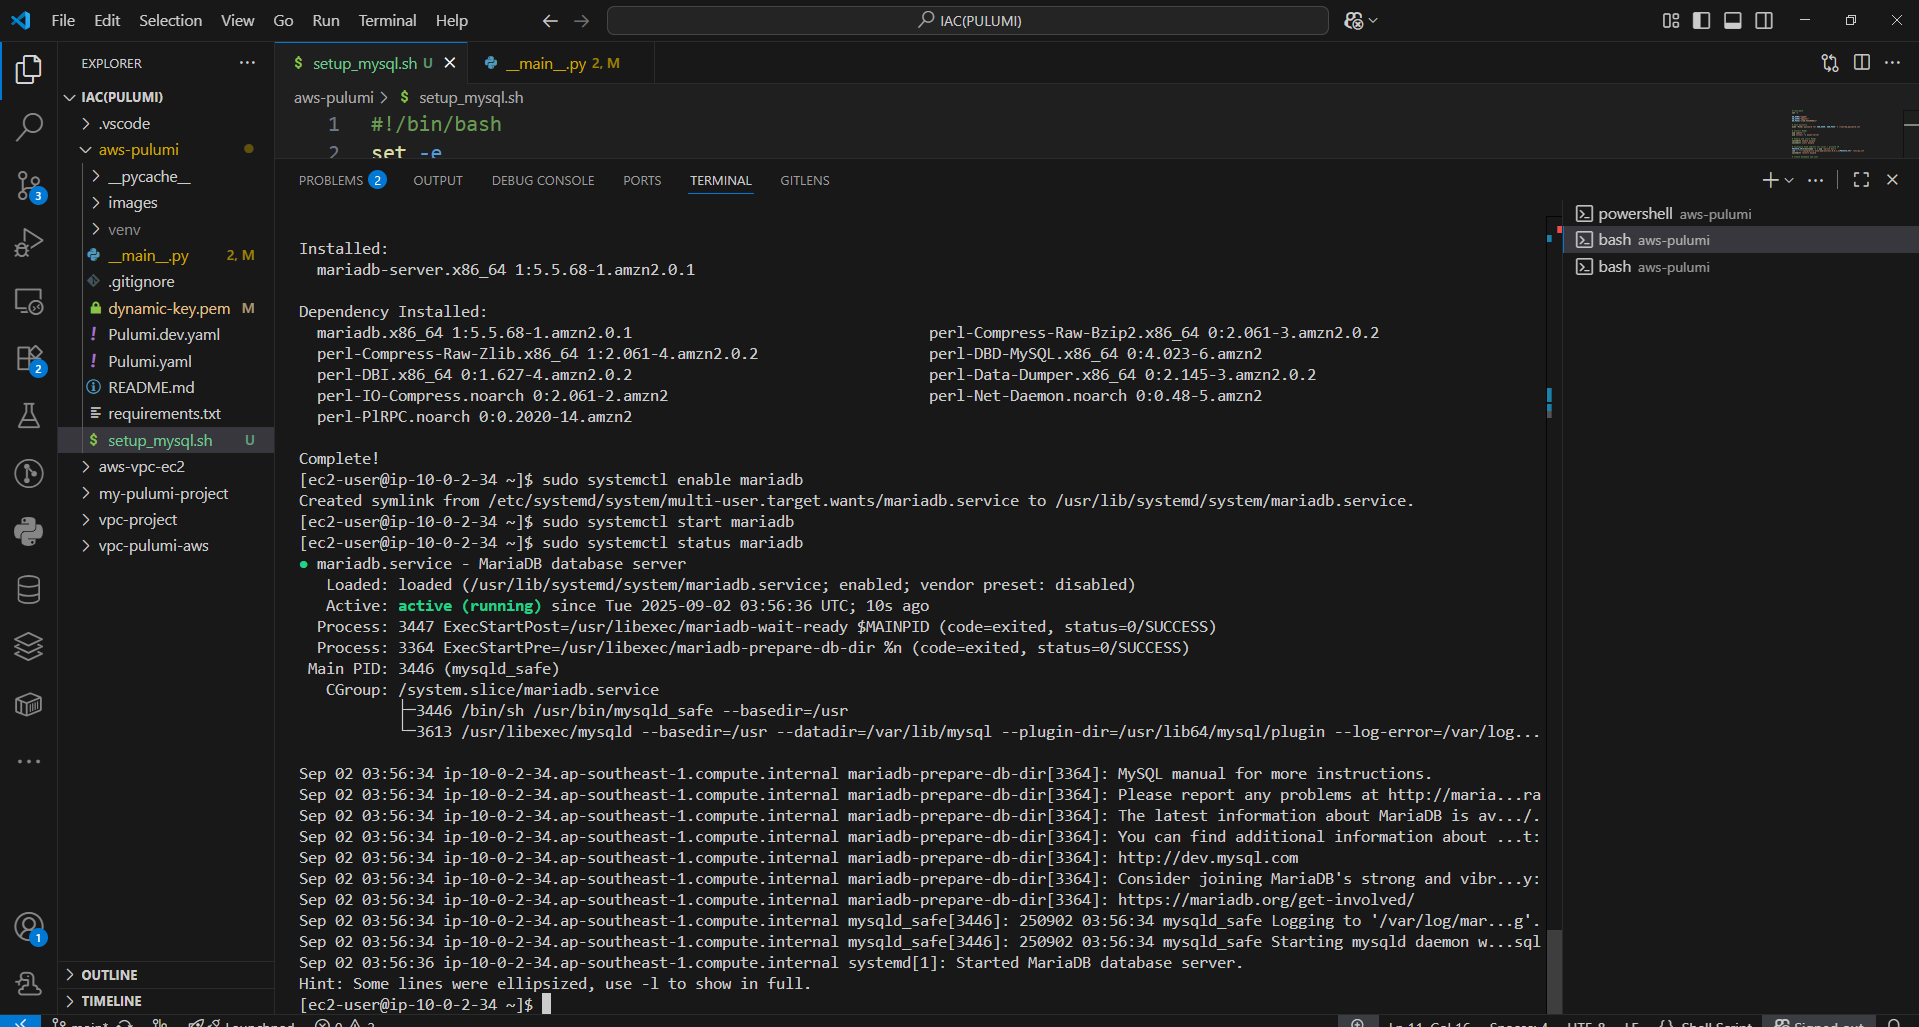 File Edit Selection View Go Run Terminal Help
IAC(PULUMI)
EXPLORER
IAC(PULUMI)
.vscode
aws-pulumi
__pycache__
images
venv
__main__.py 2, M
.gitignore
dynamic-key.pem M
Pulumi.dev.yaml
Pulumi.yaml
README.md
requirements.txt
setup_mysql.sh U
aws-vpc-ec2
my-pulumi-project
vpc-project
vpc-pulumi-aws
OUTLINE
TIMELINE
3
2
1
setup_mysql.sh U
__main__.py 2, M
aws-pulumi > $ setup_mysql.sh
1 #!/bin/bash
2 set -e
PROBLEMS 2 OUTPUT DEBUG CONSOLE PORTS TERMINAL GITLENS
powershell aws-pulumi
bash aws-pulumi
bash aws-pulumi
Installed:
mariadb-server.x86_64 1:5.5.68-1.amzn2.0.1
Dependency Installed:
mariadb.x86_64 1:5.5.68-1.amzn2.0.1 perl-Compress-Raw-Bzip2.x86_64 0:2.061-3.amzn2.0.2
perl-Compress-Raw-Zlib.x86_64 1:2.061-4.amzn2.0.2 perl-DBD-MySQL.x86_64 0:4.023-6.amzn2
perl-DBI.x86_64 0:1.627-4.amzn2.0.2 perl-Data-Dumper.x86_64 0:2.145-3.amzn2.0.2
perl-IO-Compress.noarch 0:2.061-2.amzn2 perl-Net-Daemon.noarch 0:0.48-5.amzn2
perl-PlRPC.noarch 0:0.2020-14.amzn2
Complete!
[ec2-user@ip-10-0-2-34 ~]$ sudo systemctl enable mariadb
Created symlink from /etc/systemd/system/multi-user.target.wants/mariadb.service to /usr/lib/systemd/system/mariadb.service.
[ec2-user@ip-10-0-2-34 ~]$ sudo systemctl start mariadb
[ec2-user@ip-10-0-2-34 ~]$ sudo systemctl status mariadb
● mariadb.service - MariaDB database server
Loaded: loaded (/usr/lib/systemd/system/mariadb.service; enabled; vendor preset: disabled)
Active: active (running) since Tue 2025-09-02 03:56:36 UTC; 10s ago
Process: 3447 ExecStartPost=/usr/libexec/mariadb-wait-ready $MAINPID (code=exited, status=0/SUCCESS)
Process: 3364 ExecStartPre=/usr/libexec/mariadb-prepare-db-dir %n (code=exited, status=0/SUCCESS)
Main PID: 3446 (mysqld_safe)
CGroup: /system.slice/mariadb.service
├─3446 /bin/sh /usr/bin/mysqld_safe --basedir=/usr
└─3613 /usr/libexec/mysqld --basedir=/usr --datadir=/var/lib/mysql --plugin-dir=/usr/lib64/mysql/plugin --log-error=/var/log...
Sep 02 03:56:34 ip-10-0-2-34.ap-southeast-1.compute.internal mariadb-prepare-db-dir[3364]: MySQL manual for more instructions.
Sep 02 03:56:34 ip-10-0-2-34.ap-southeast-1.compute.internal mariadb-prepare-db-dir[3364]: Please report any problems at http://maria...ra
Sep 02 03:56:34 ip-10-0-2-34.ap-southeast-1.compute.internal mariadb-prepare-db-dir[3364]: The latest information about MariaDB is av.../.
Sep 02 03:56:34 ip-10-0-2-34.ap-southeast-1.compute.internal mariadb-prepare-db-dir[3364]: You can find additional information about ...t:
Sep 02 03:56:34 ip-10-0-2-34.ap-southeast-1.compute.internal mariadb-prepare-db-dir[3364]: http://dev.mysql.com
Sep 02 03:56:34 ip-10-0-2-34.ap-southeast-1.compute.internal mariadb-prepare-db-dir[3364]: Consider joining MariaDB's strong and vibr...y:
Sep 02 03:56:34 ip-10-0-2-34.ap-southeast-1.compute.internal mariadb-prepare-db-dir[3364]: https://mariadb.org/get-involved/
Sep 02 03:56:34 ip-10-0-2-34.ap-southeast-1.compute.internal mysqld_safe[3446]: 250902 03:56:34 mysqld_safe Logging to '/var/log/mar...g'.
Sep 02 03:56:34 ip-10-0-2-34.ap-southeast-1.compute.internal mysqld_safe[3446]: 250902 03:56:34 mysqld_safe Starting mysqld daemon w...sql
Sep 02 03:56:36 ip-10-0-2-34.ap-southeast-1.compute.internal systemd[1]: Started MariaDB database server.
Hint: Some lines were ellipsized, use -l to show in full.
[ec2-user@ip-10-0-2-34 ~]$